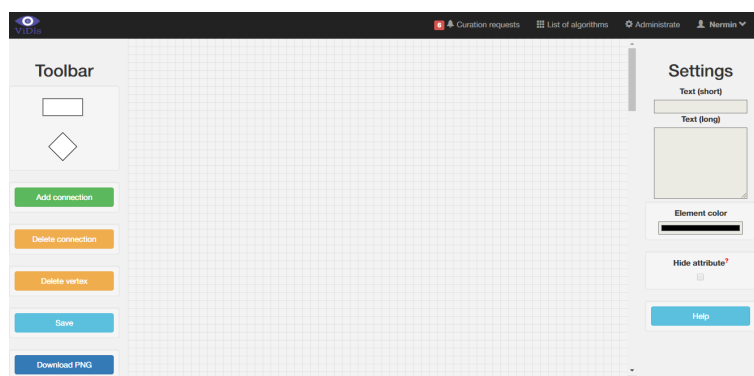 ViDis
6 Curation requests
List of algorithms
Administrate
Nermin
Toolbar
Add connection
Delete connection
Delete vertex
Save
Download PNG
Settings
Text (short)
Text (long)
Element color
Hide attribute?
Help